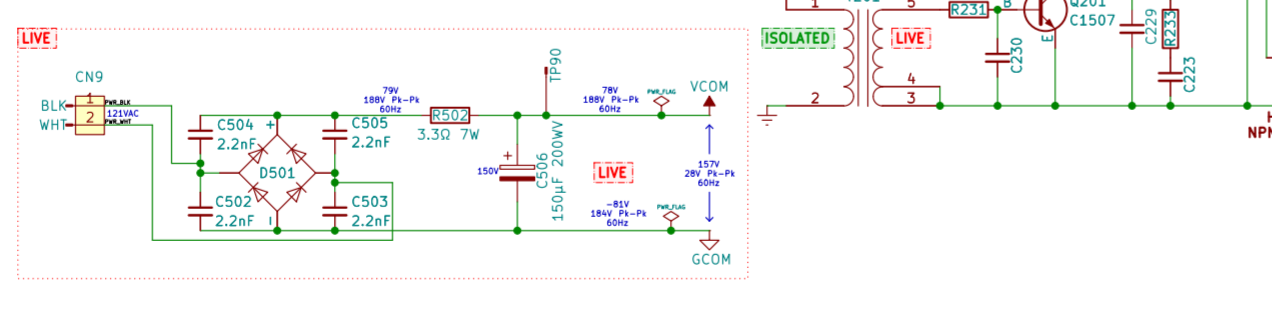 LIVE
CN9
BLK
1
PWR_BLK
121VAC
WHT
2
PWR_WHT
C504
2.2nF
+
C505
2.2nF
D501
C502
2.2nF
C503
2.2nF
79V
188V Pk-Pk
60Hz
R502
3.3Ω 7W
TP90
78V
188V Pk-Pk
60Hz
PWR_FLAG
VCOM
+
150V
C506
150µF 200WV
LIVE
157V
28V Pk-Pk
60Hz
-81V
184V Pk-Pk
60Hz
PWR_FLAG
GCOM
ISOLATED
LIVE
1
2
5
4
3
R231
B
Q201
C1507
E
C230
C229
R233
C223
NPN